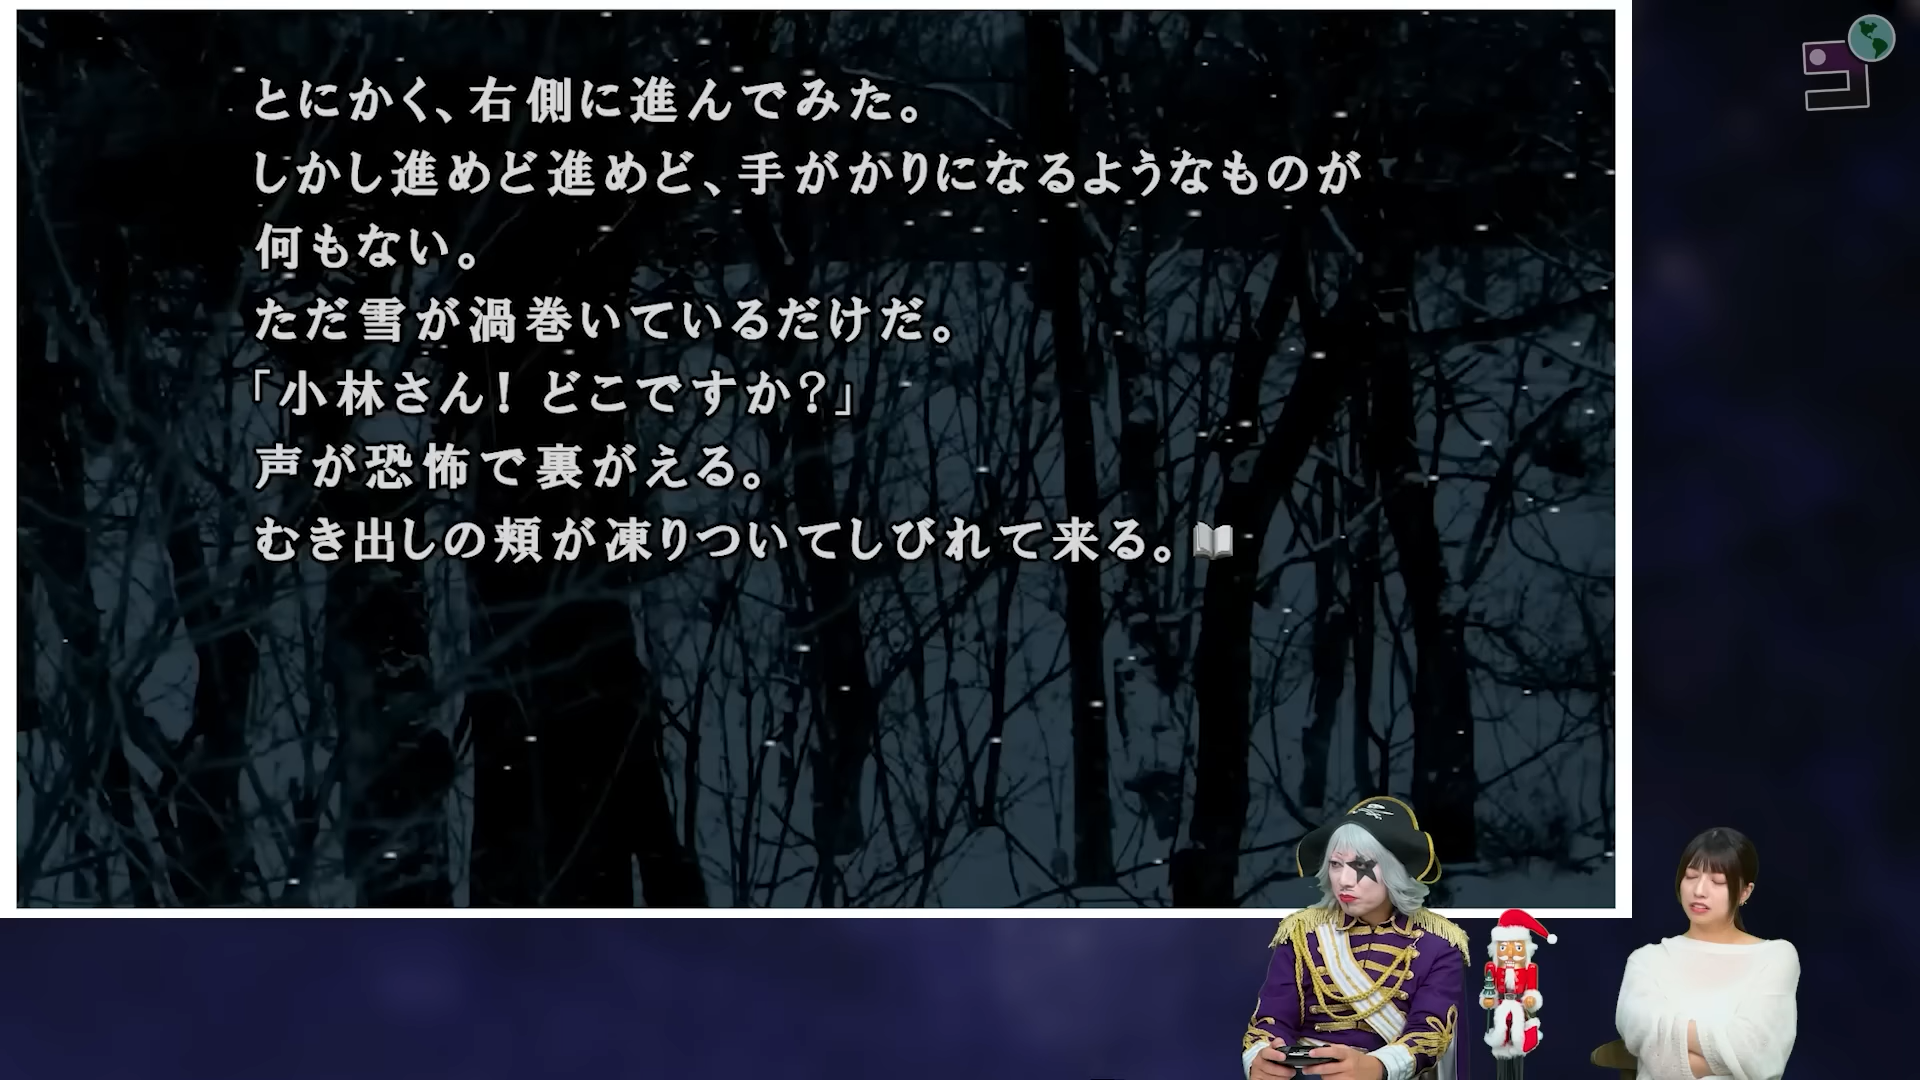 とにかく、右側に進んでみた。
しかし進めど進めど、手がかりになるようなものが
何もない。
ただ雪が渦巻いているだけだ。
「小林さん！ どこですか？」
声が恐怖で裏がえる。
むき出しの頬が凍りついてしびれて来る。